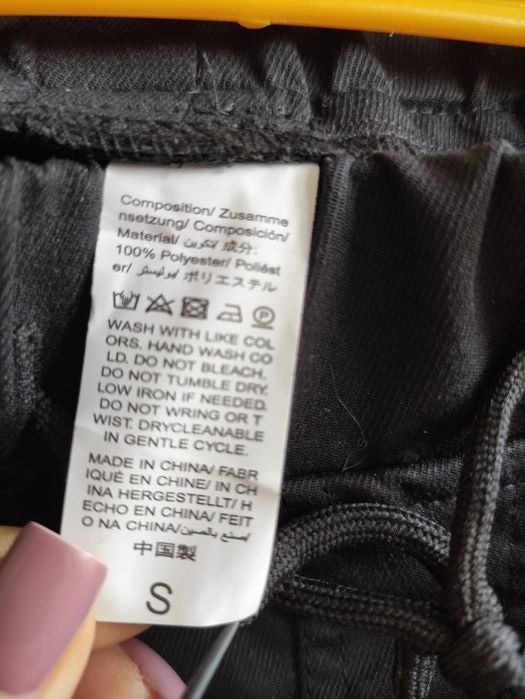 Composition/ Zusamme
nsetzung/ Composición/
Material/ تكوين/ 成分:
100% Polyester/ Poliést
er/ بوليستر/ ポリエステル
WASH WITH LIKE COL
ORS. HAND WASH CO
LD. DO NOT BLEACH.
DO NOT TUMBLE DRY.
LOW IRON IF NEEDED.
DO NOT WRING OR T
WIST. DRYCLEANABLE
IN GENTLE CYCLE.
MADE IN CHINA/ FABR
IQUÉ EN CHINE/ IN CH
INA HERGESTELLT/ H
ECHO EN CHINA/ FEIT
O NA CHINA/صنع بالصين/
中国製
S